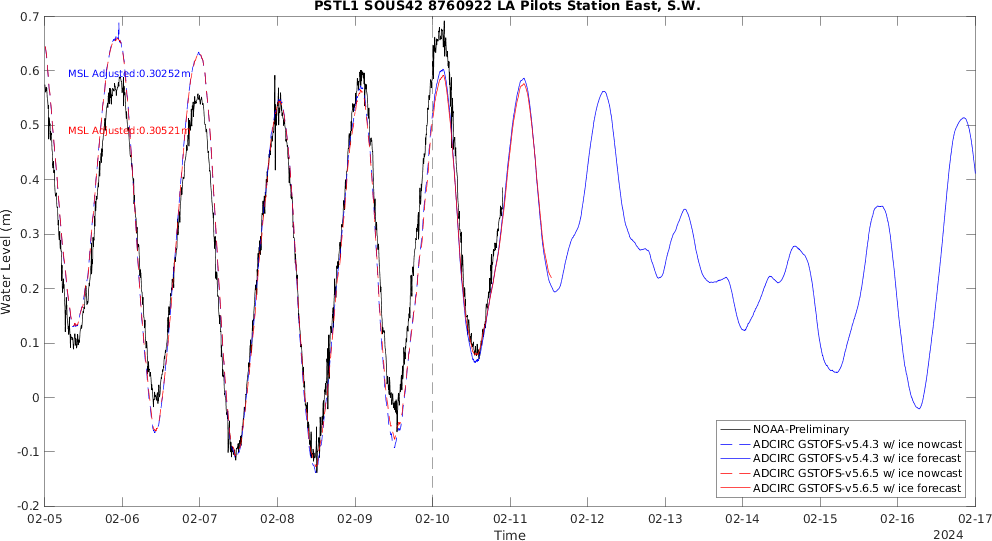 PSTL1 SOUS42 8760922 LA Pilots Station East, S.W.
0.7
0.6
0.5
0.4
0.3
0.2
0.1
0
-0.1
-0.2
Water Level (m)
MSL Adjusted:0.30252m
MSL Adjusted:0.30521m
NOAA-Preliminary
ADCIRC GSTOFS-v5.4.3 w/ ice nowcast
ADCIRC GSTOFS-v5.4.3 w/ ice forecast
ADCIRC GSTOFS-v5.6.5 w/ ice nowcast
ADCIRC GSTOFS-v5.6.5 w/ ice forecast
02-05 02-06 02-07 02-08 02-09 02-10 02-11 02-12 02-13 02-14 02-15 02-16 02-17
Time
2024